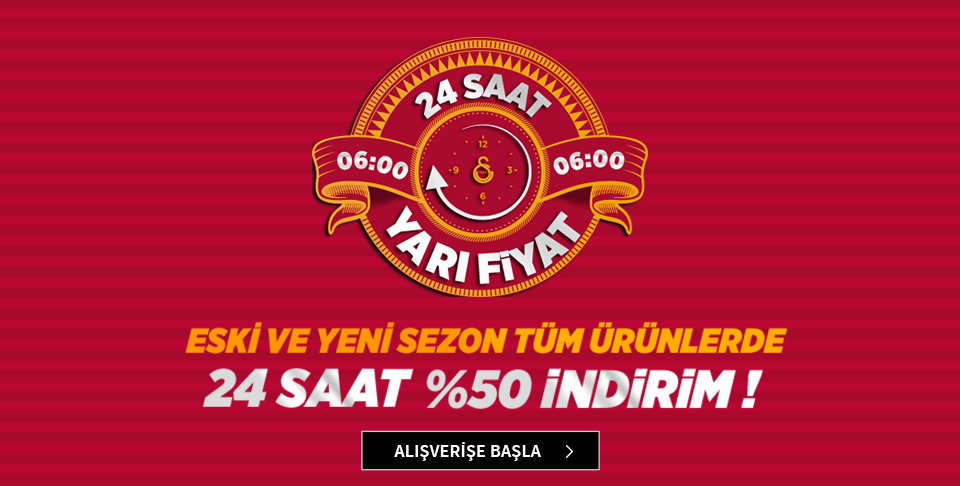 24 SAAT
06:00
06:00
12
9
3
6
YARI FİYAT
ESKİ VE YENİ SEZON TÜM ÜRÜNLERDE
24 SAAT %50 İNDİRİM !
ALIŞVERİŞE BAŞLA